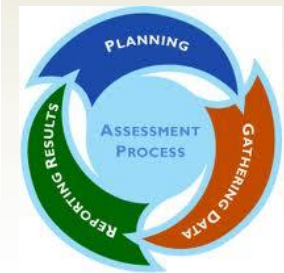 PLANNING
ASSESSMENT
PROCESS
GATHERING DATA
REPORTING RESULTS